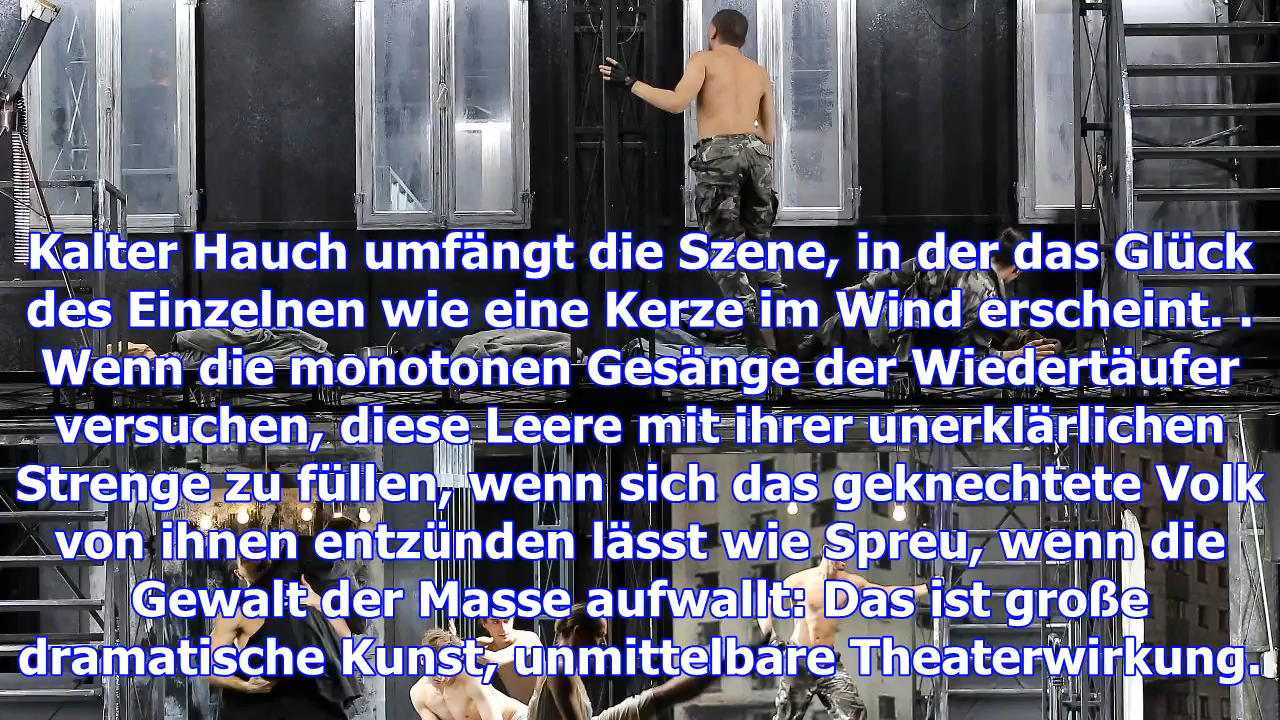 Kalter Hauch umfängt die Szene, in der das Glück
des Einzelnen wie eine Kerze im Wind erscheint. .
Wenn die monotonen Gesänge der Wiedertäufer
versuchen, diese Leere mit ihrer unerklärlichen
Strenge zu füllen, wenn sich das geknechtete Volk
von ihnen entzünden lässt wie Spreu, wenn die
Gewalt der Masse aufwallt: Das ist große
dramatische Kunst, unmittelbare Theaterwirkung.